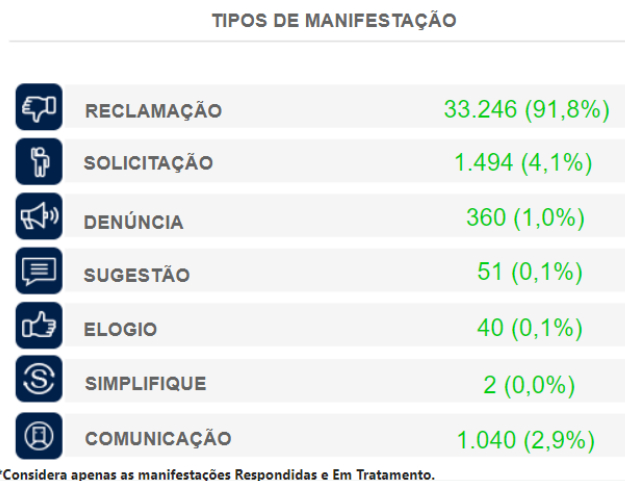 TIPOS DE MANIFESTAÇÃO
RECLAMAÇÃO 33.246 (91,8%)
SOLICITAÇÃO 1.494 (4,1%)
DENÚNCIA 360 (1,0%)
SUGESTÃO 51 (0,1%)
ELOGIO 40 (0,1%)
SIMPLIFIQUE 2 (0,0%)
COMUNICAÇÃO 1.040 (2,9%)
*Considera apenas as manifestações Respondidas e Em Tratamento.